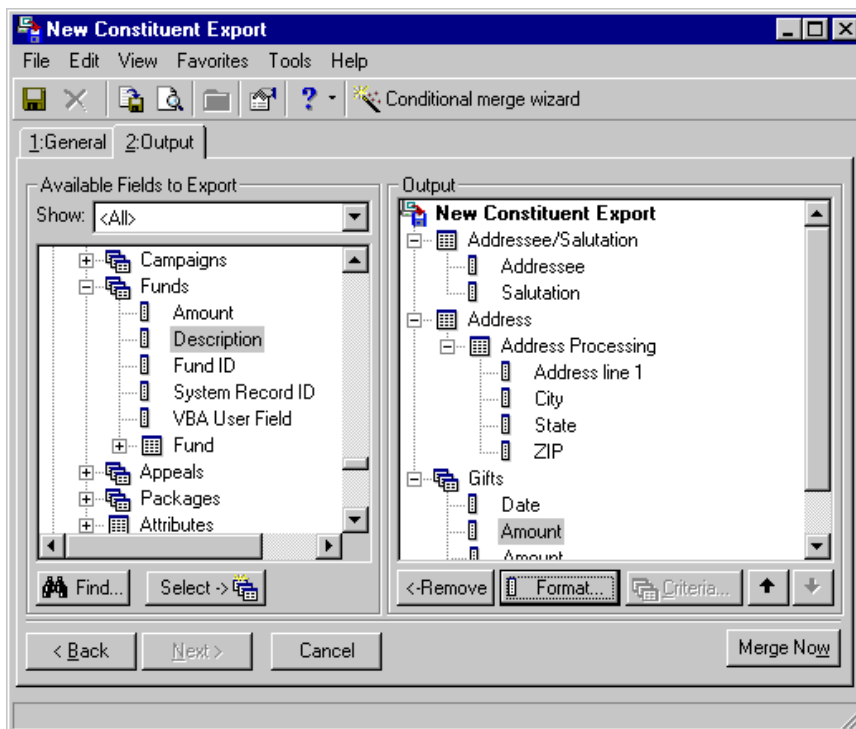 New Constituent Export
File Edit View Favorites Tools Help
? Conditional merge wizard
1:General 2:Output
Available Fields to Export
Show: <All>
Campaigns
Funds
Amount
Description
Fund ID
System Record ID
VBA User Field
Fund
Appeals
Packages
Attributes
Find... Select ->
Output
New Constituent Export
Addressee/Salutation
Addressee
Salutation
Address
Address Processing
Address line 1
City
State
ZIP
Gifts
Date
Amount
Amount
<-Remove Format... Criteria...
< Back Next > Cancel Merge Now